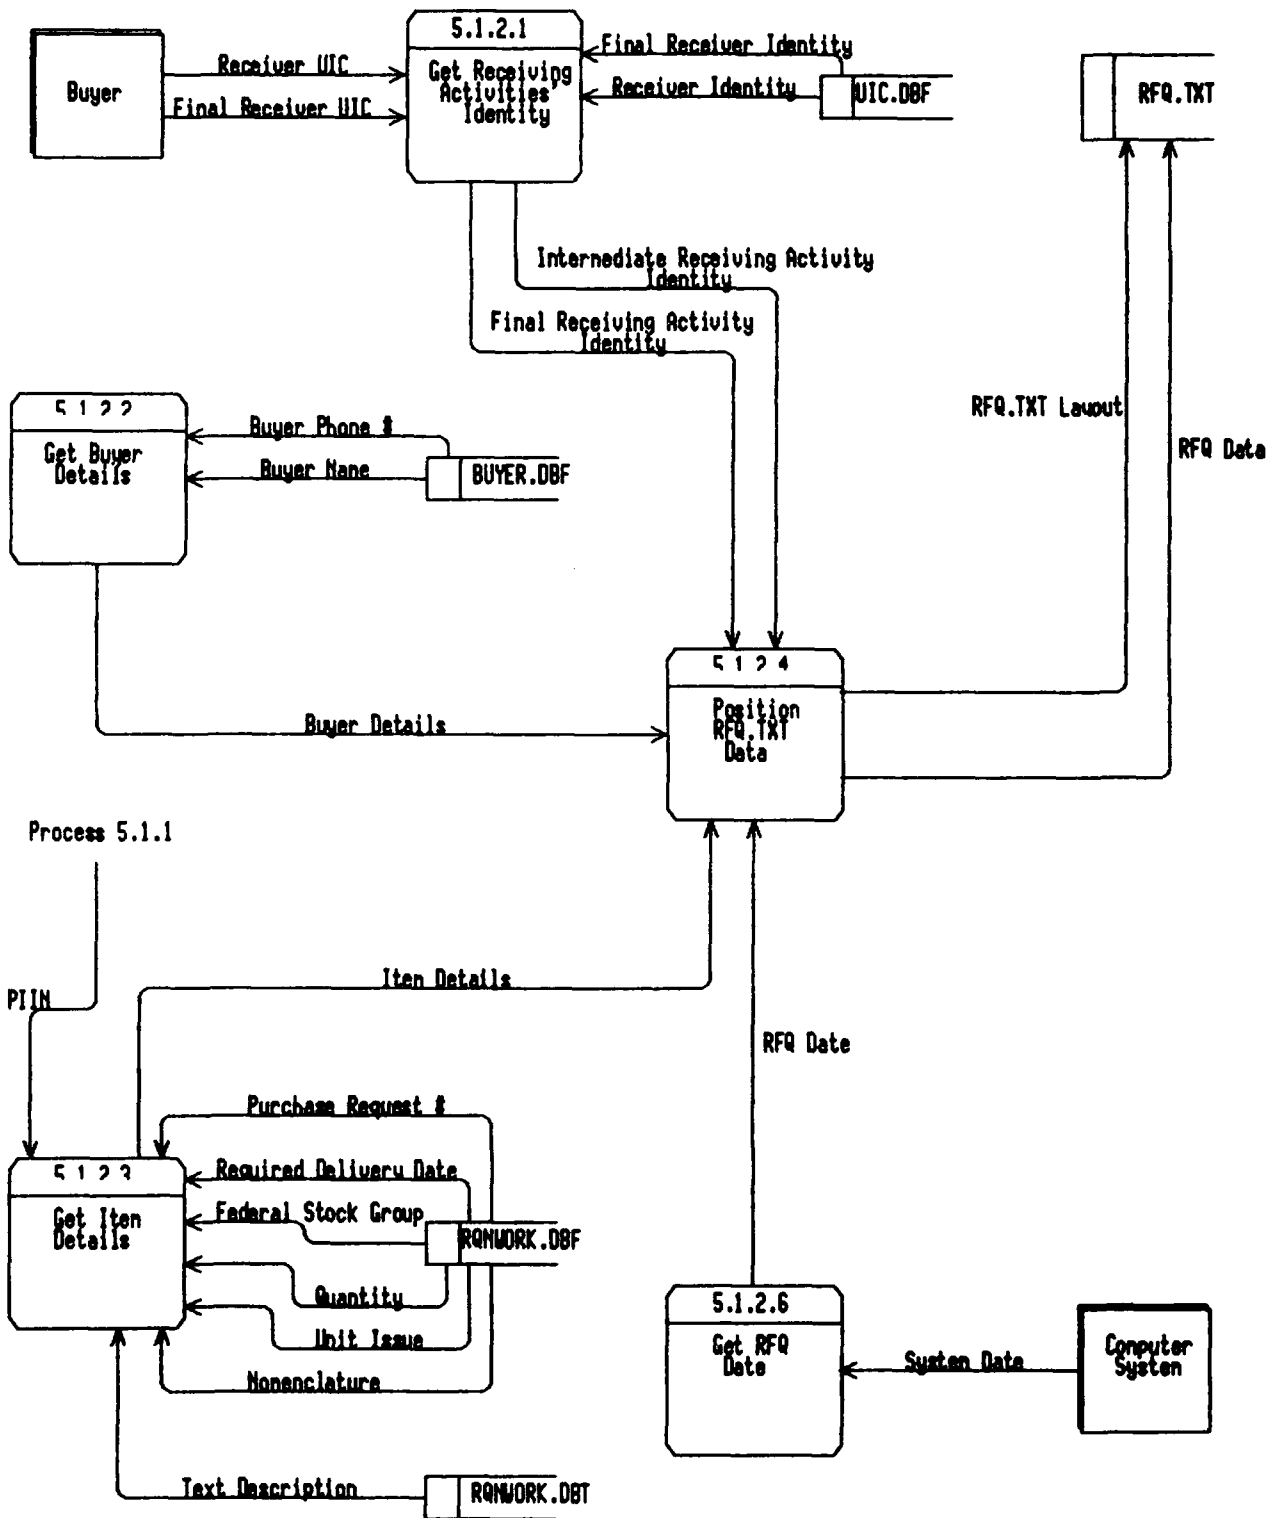 5.1.2.1
Get Receiving
Activities'
Identity
Buyer
Receiver UIC
Final Receiver UIC
Final Receiver Identity
Receiver Identity
UIC.DBF
RFQ.TXT
Intermediate Receiving Activity
Identity
Final Receiving Activity
Identity
RFQ.TXT Layout
RFQ Data
5.1.2.2
Get Buyer
Details
Buyer Phone #
Buyer Name
BUYER.DBF
5.1.2.4
Position
RFQ.TXT
Data
Buyer Details
Process 5.1.1
PIIN
Item Details
RFQ Date
Purchase Request #
5.1.2.3
Get Item
Details
Required Delivery Date
Federal Stock Group
RQNWORK.DBF
Quantity
Unit Issue
Nomenclature
Text Description
RQNWORK.DBT
5.1.2.6
Get RFQ
Date
System Date
Computer
System